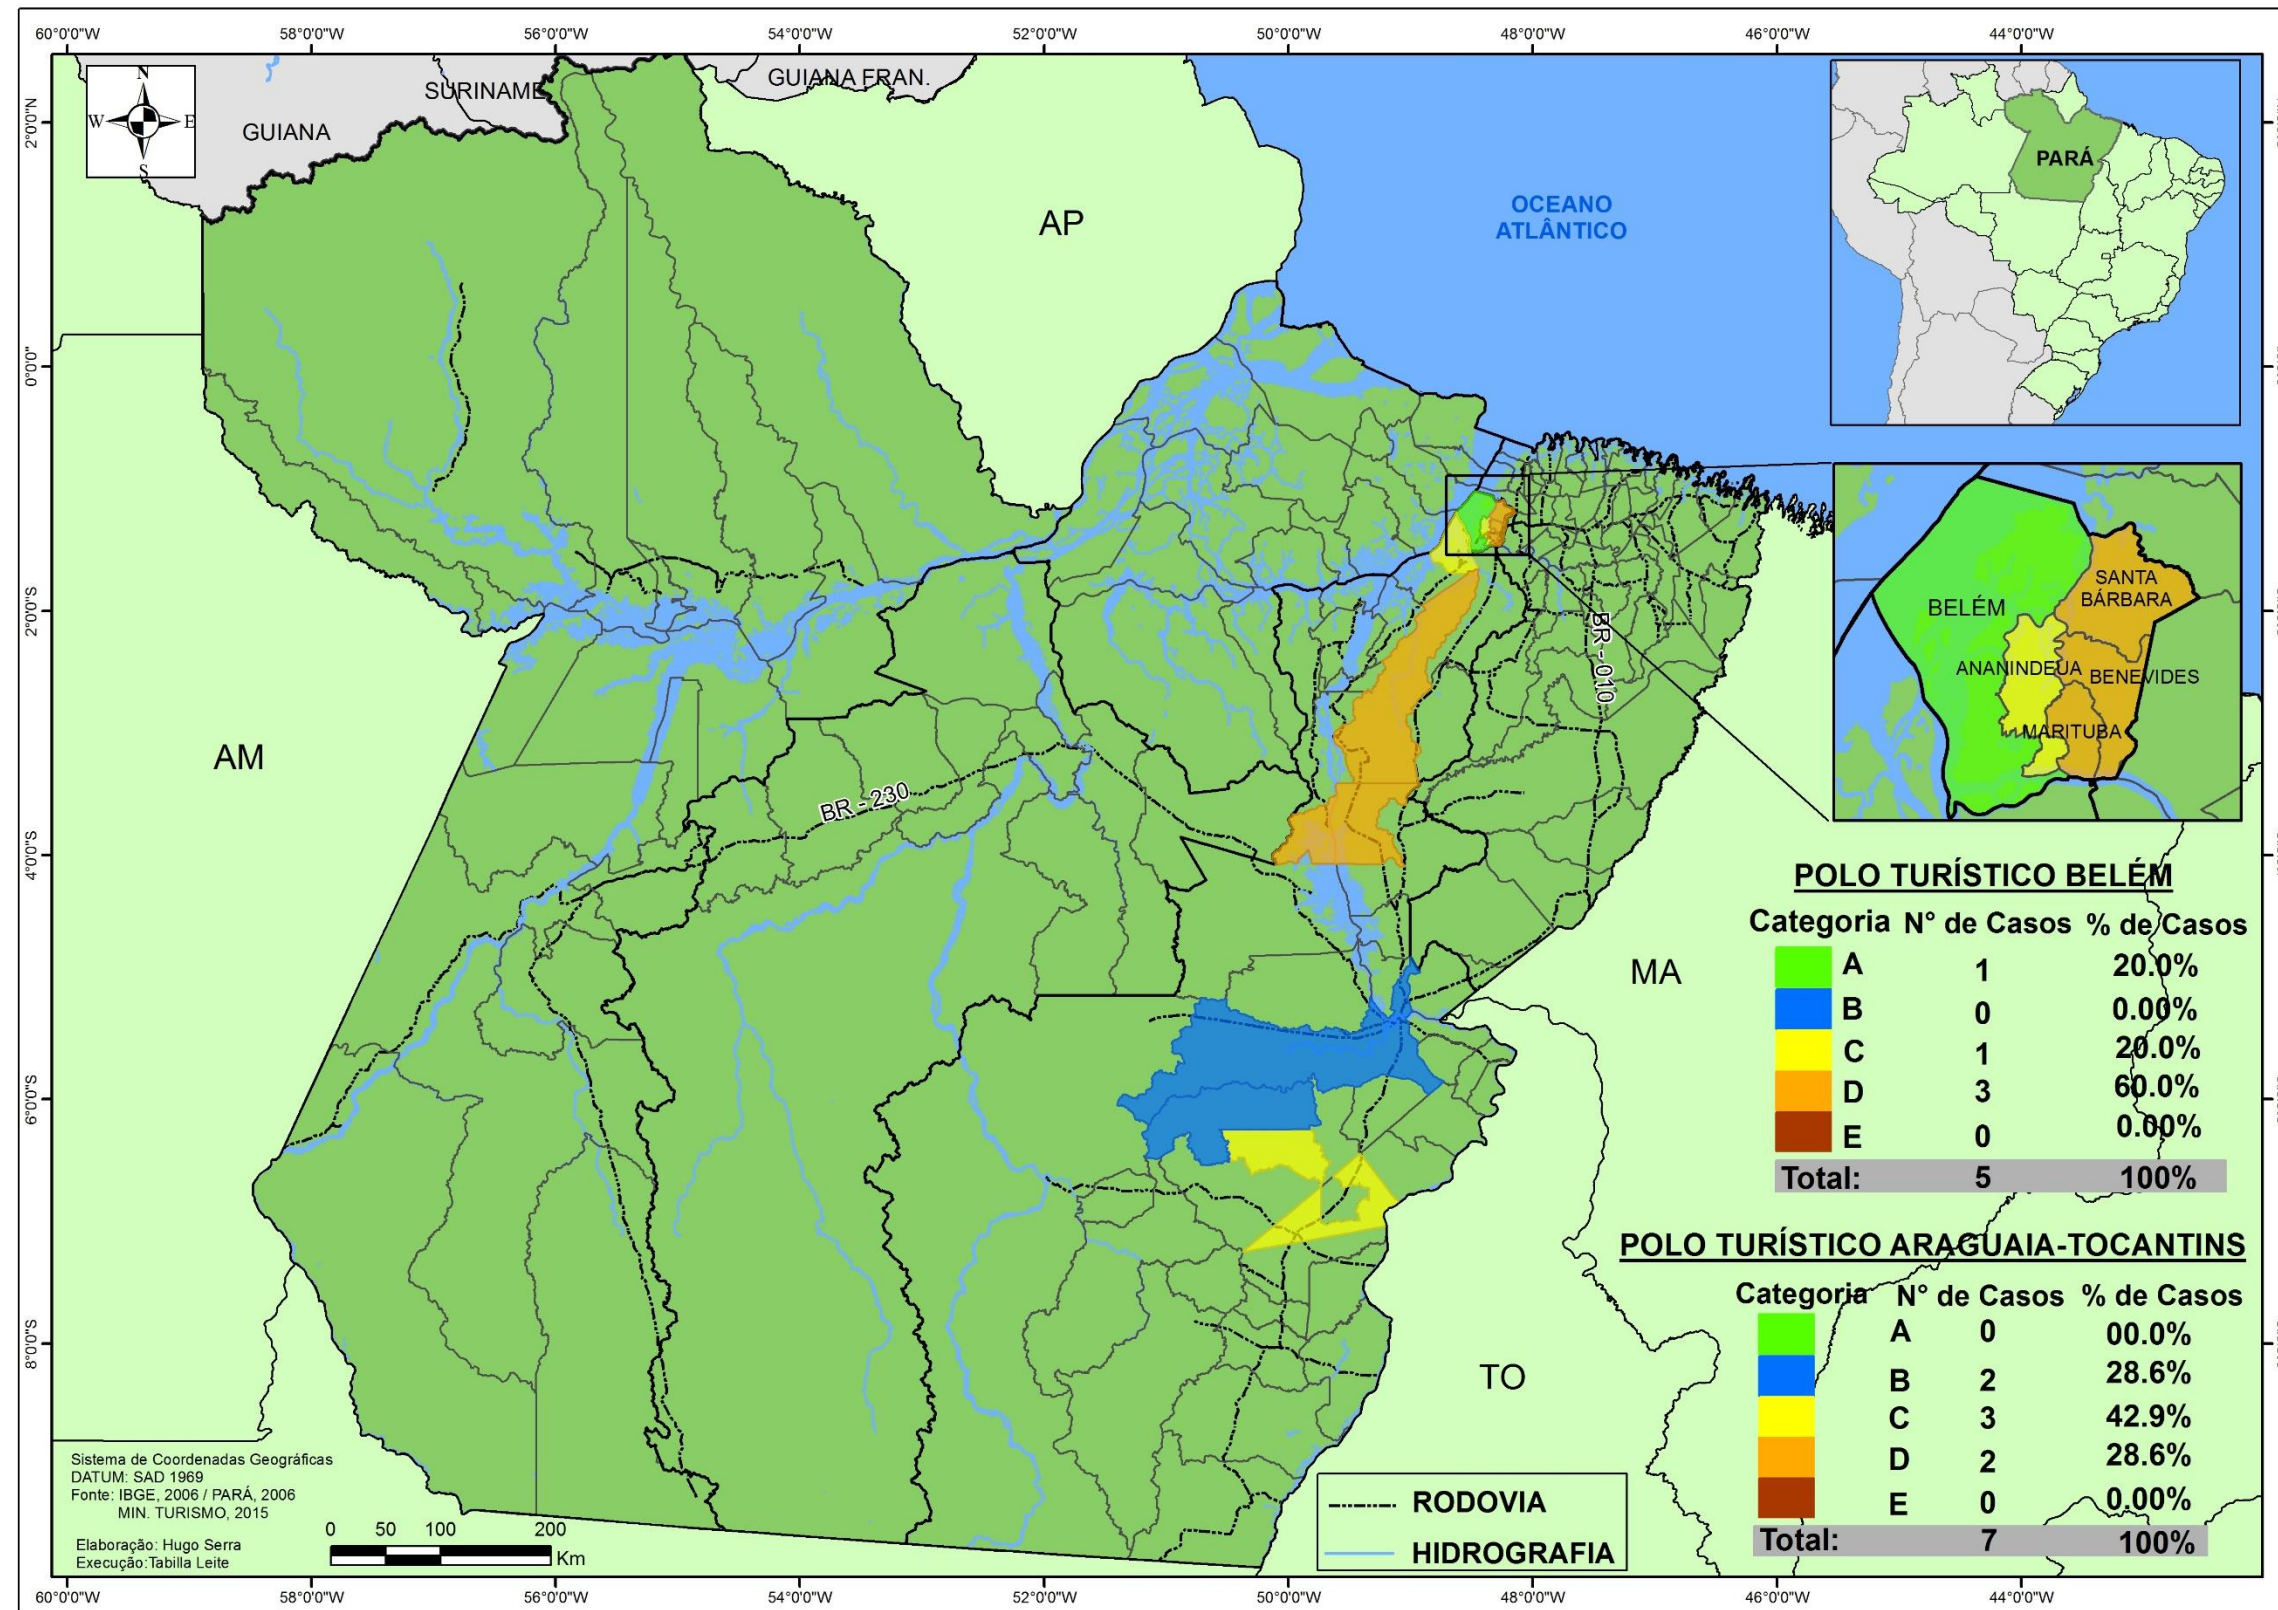 60°0'0"W 58°0'0"W 56°0'0"W 54°0'0"W 52°0'0"W 50°0'0"W 48°0'0"W 46°0'0"W 44°0'0"W
2°0'0"N
0°0'0"
2°0'0"S
4°0'0"S
6°0'0"S
8°0'0"S
N
W E
S
GUIANA
SURINAME
GUIANA FRAN.
AP
OCEANO
ATLÂNTICO
PARÁ
AM
BR - 230
BR - 010
MA
TO
BELÉM
SANTA
BÁRBARA
ANANINDEUA
BENEVIDES
MARITUBA
POLO TURÍSTICO BELÉM
Categoria N° de Casos % de Casos
A 1 20.0%
B 0 0.00%
C 1 20.0%
D 3 60.0%
E 0 0.00%
Total: 5 100%
POLO TURÍSTICO ARAGUAIA-TOCANTINS
Categoria N° de Casos % de Casos
A 0 00.0%
B 2 28.6%
C 3 42.9%
D 2 28.6%
E 0 0.00%
Total: 7 100%
RODOVIA
HIDROGRAFIA
Sistema de Coordenadas Geográficas
DATUM: SAD 1969
Fonte: IBGE, 2006 / PARÁ, 2006
MIN. TURISMO, 2015
Elaboração: Hugo Serra
Execução:Tabilla Leite
0 50 100 200
Km
60°0'0"W 58°0'0"W 56°0'0"W 54°0'0"W 52°0'0"W 50°0'0"W 48°0'0"W 46°0'0"W 44°0'0"W